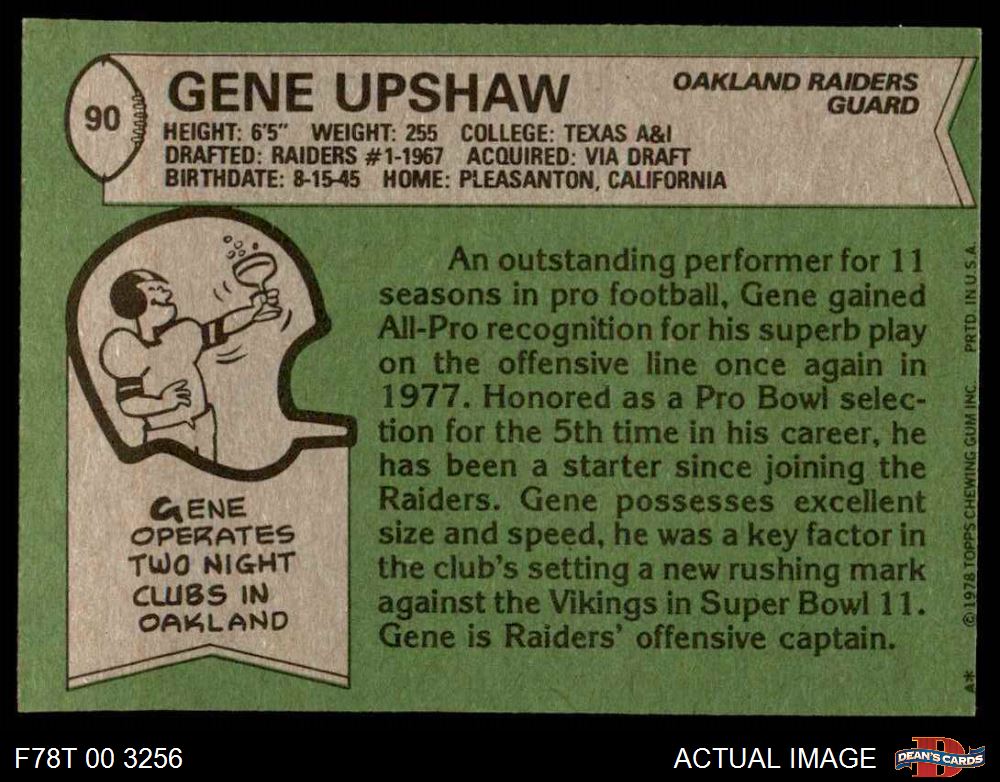 90
GENE UPSHAW
OAKLAND RAIDERS
GUARD
HEIGHT: 6'5" WEIGHT: 255 COLLEGE: TEXAS A&I
DRAFTED: RAIDERS #1-1967 ACQUIRED: VIA DRAFT
BIRTHDATE: 8-15-45 HOME: PLEASANTON, CALIFORNIA
An outstanding performer for 11
seasons in pro football, Gene gained
All-Pro recognition for his superb play
on the offensive line once again in
1977. Honored as a Pro Bowl selec-
tion for the 5th time in his career, he
has been a starter since joining the
Raiders. Gene possesses excellent
size and speed, he was a key factor in
the club's setting a new rushing mark
against the Vikings in Super Bowl 11.
Gene is Raiders' offensive captain.
GENE
OPERATES
TWO NIGHT
CLUBS IN
OAKLAND
A* ©1978 TOPPS CHEWING GUM INC. PRTD. IN U.S.A.
F78T 00 3256
ACTUAL IMAGE
D
DEAN'S CARDS